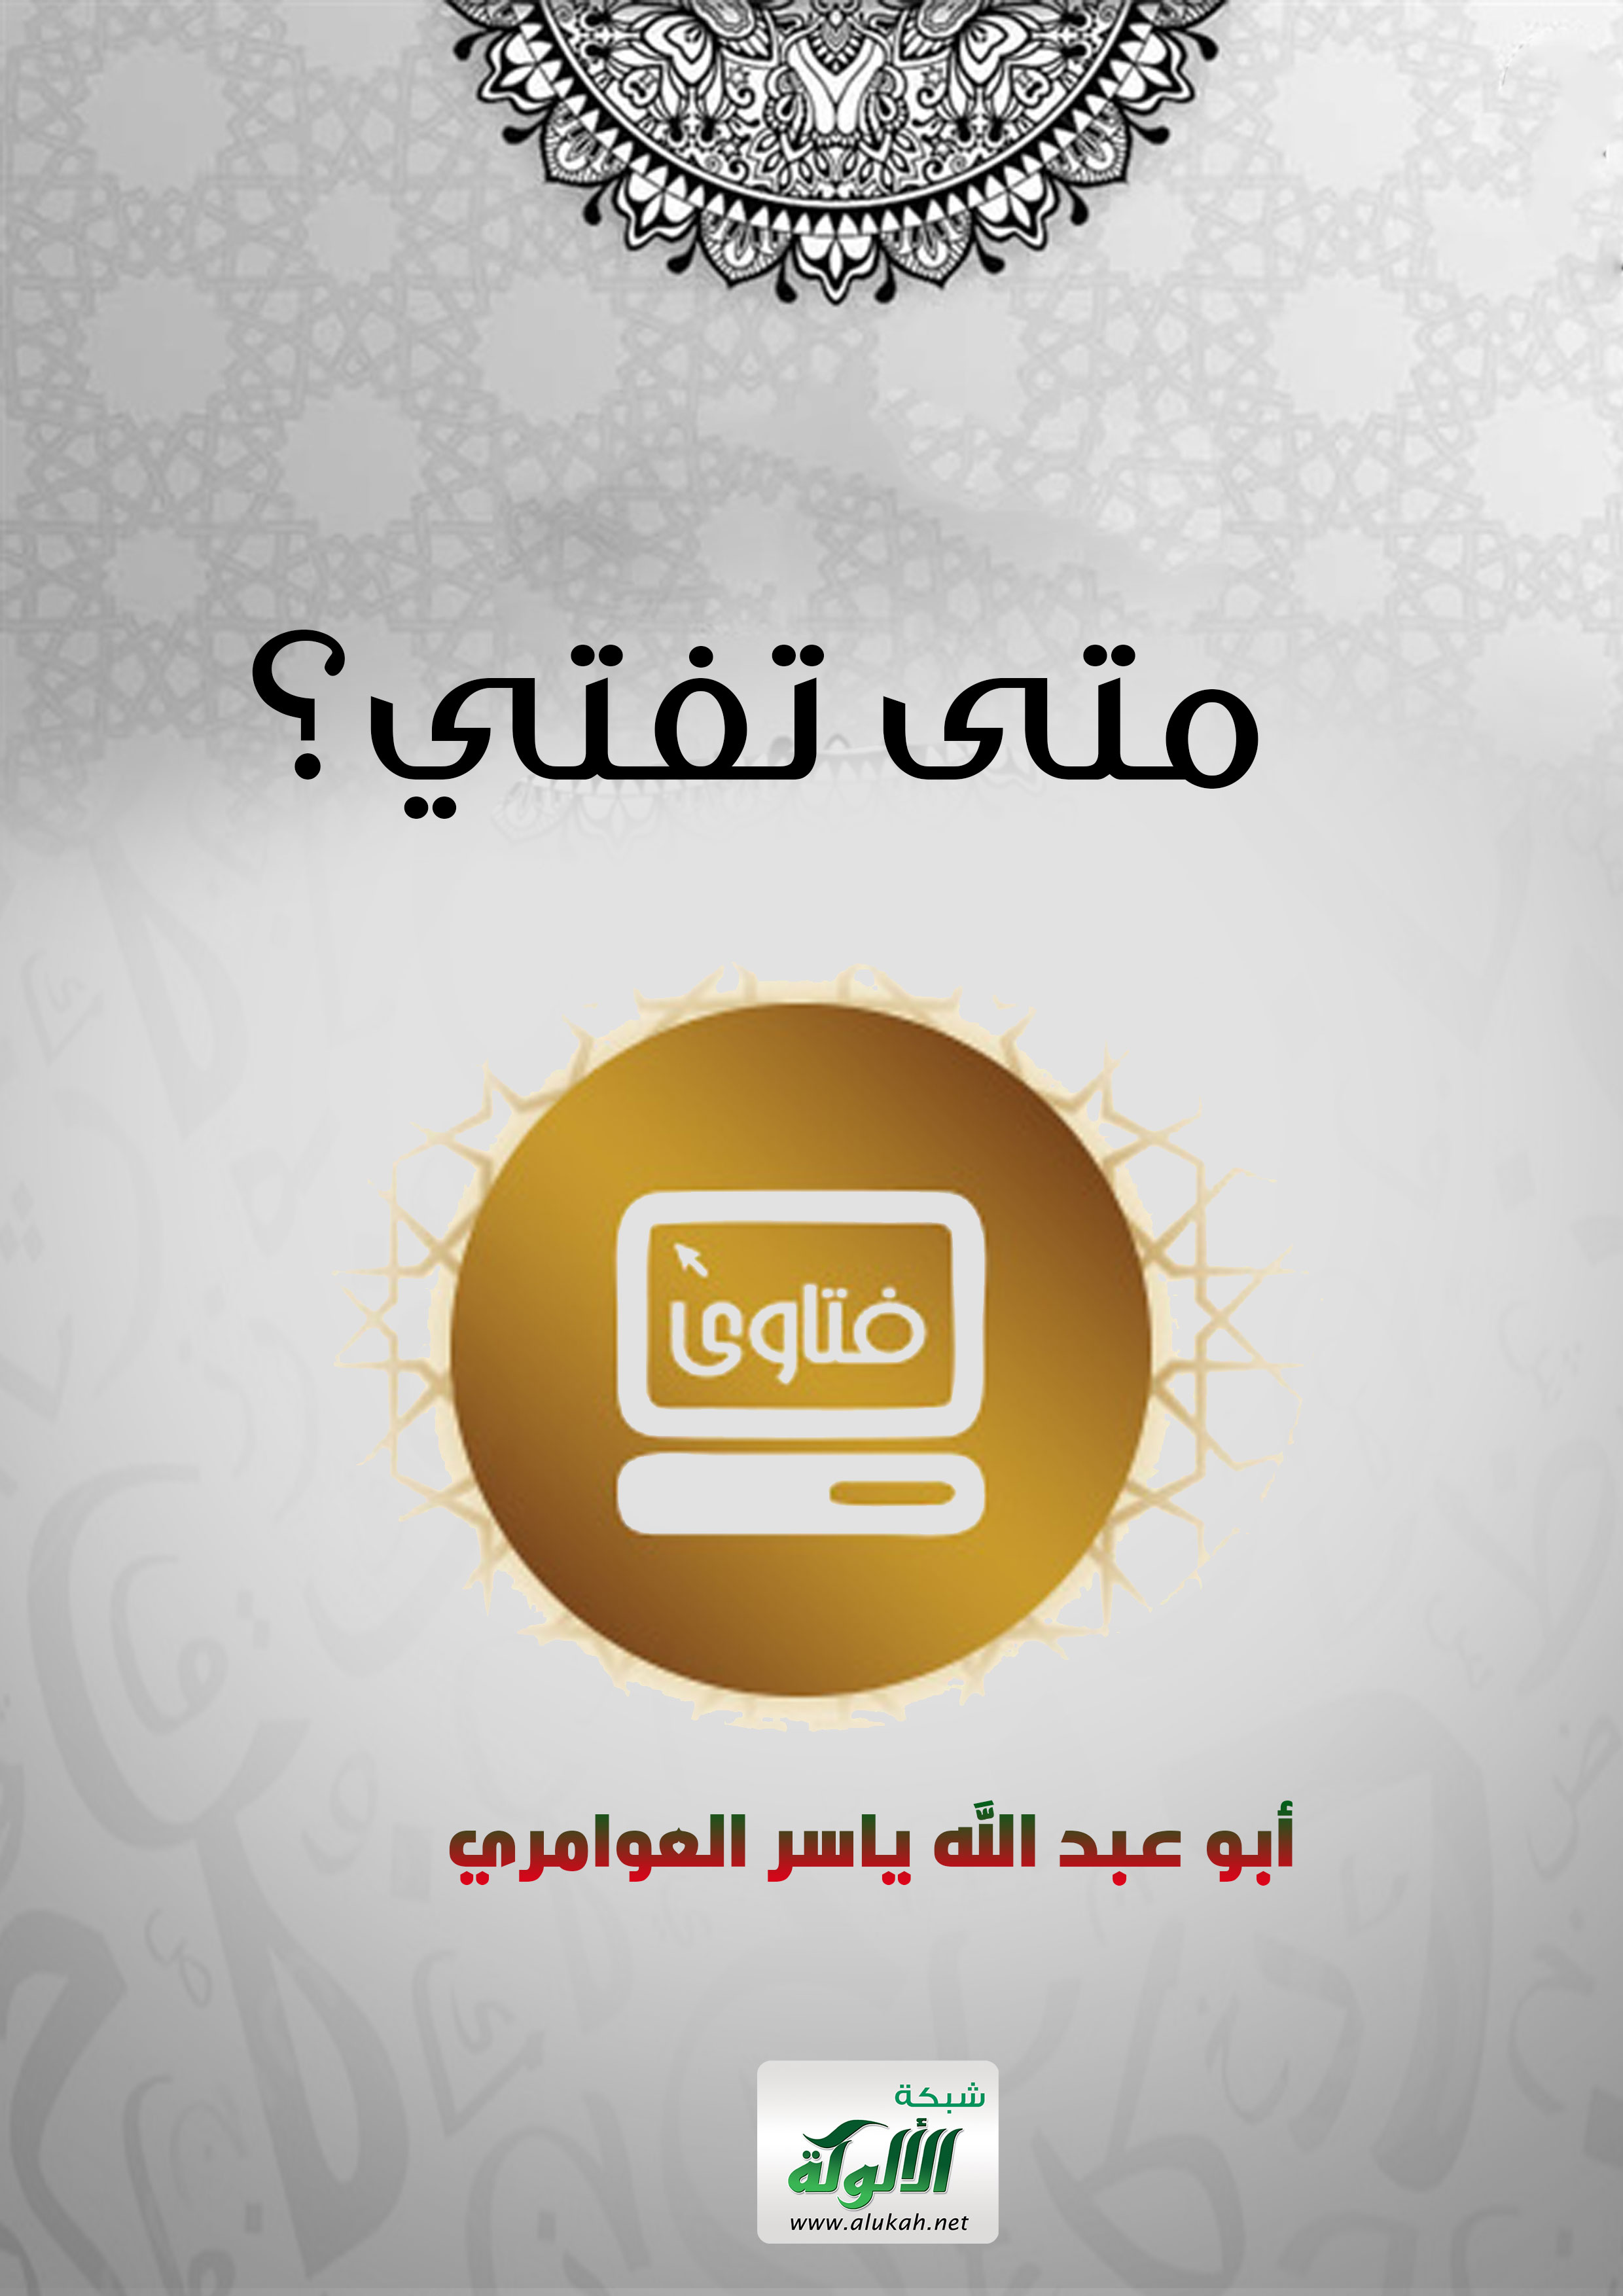 متى تفتي؟
فتاوى
أبو عبد الله ياسر العوامري
شبكة
الألوكة
www.alukah.net